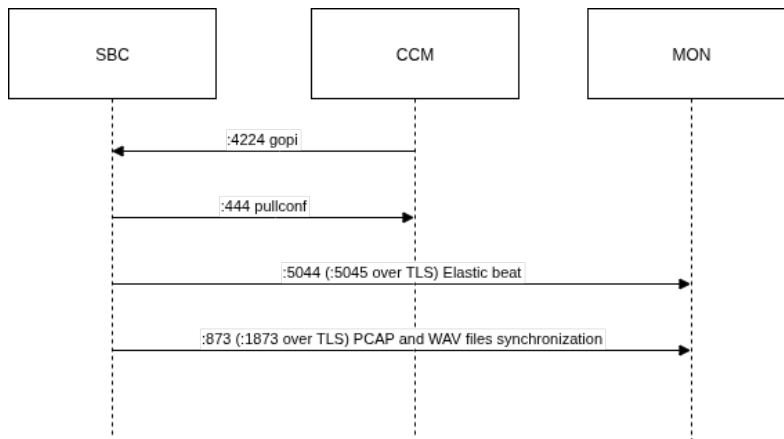 SBC
CCM
MON
:4224 gopi
:444 pullconf
:5044 (:5045 over TLS) Elastic beat
:873 (:1873 over TLS) PCAP and WAV files synchronization